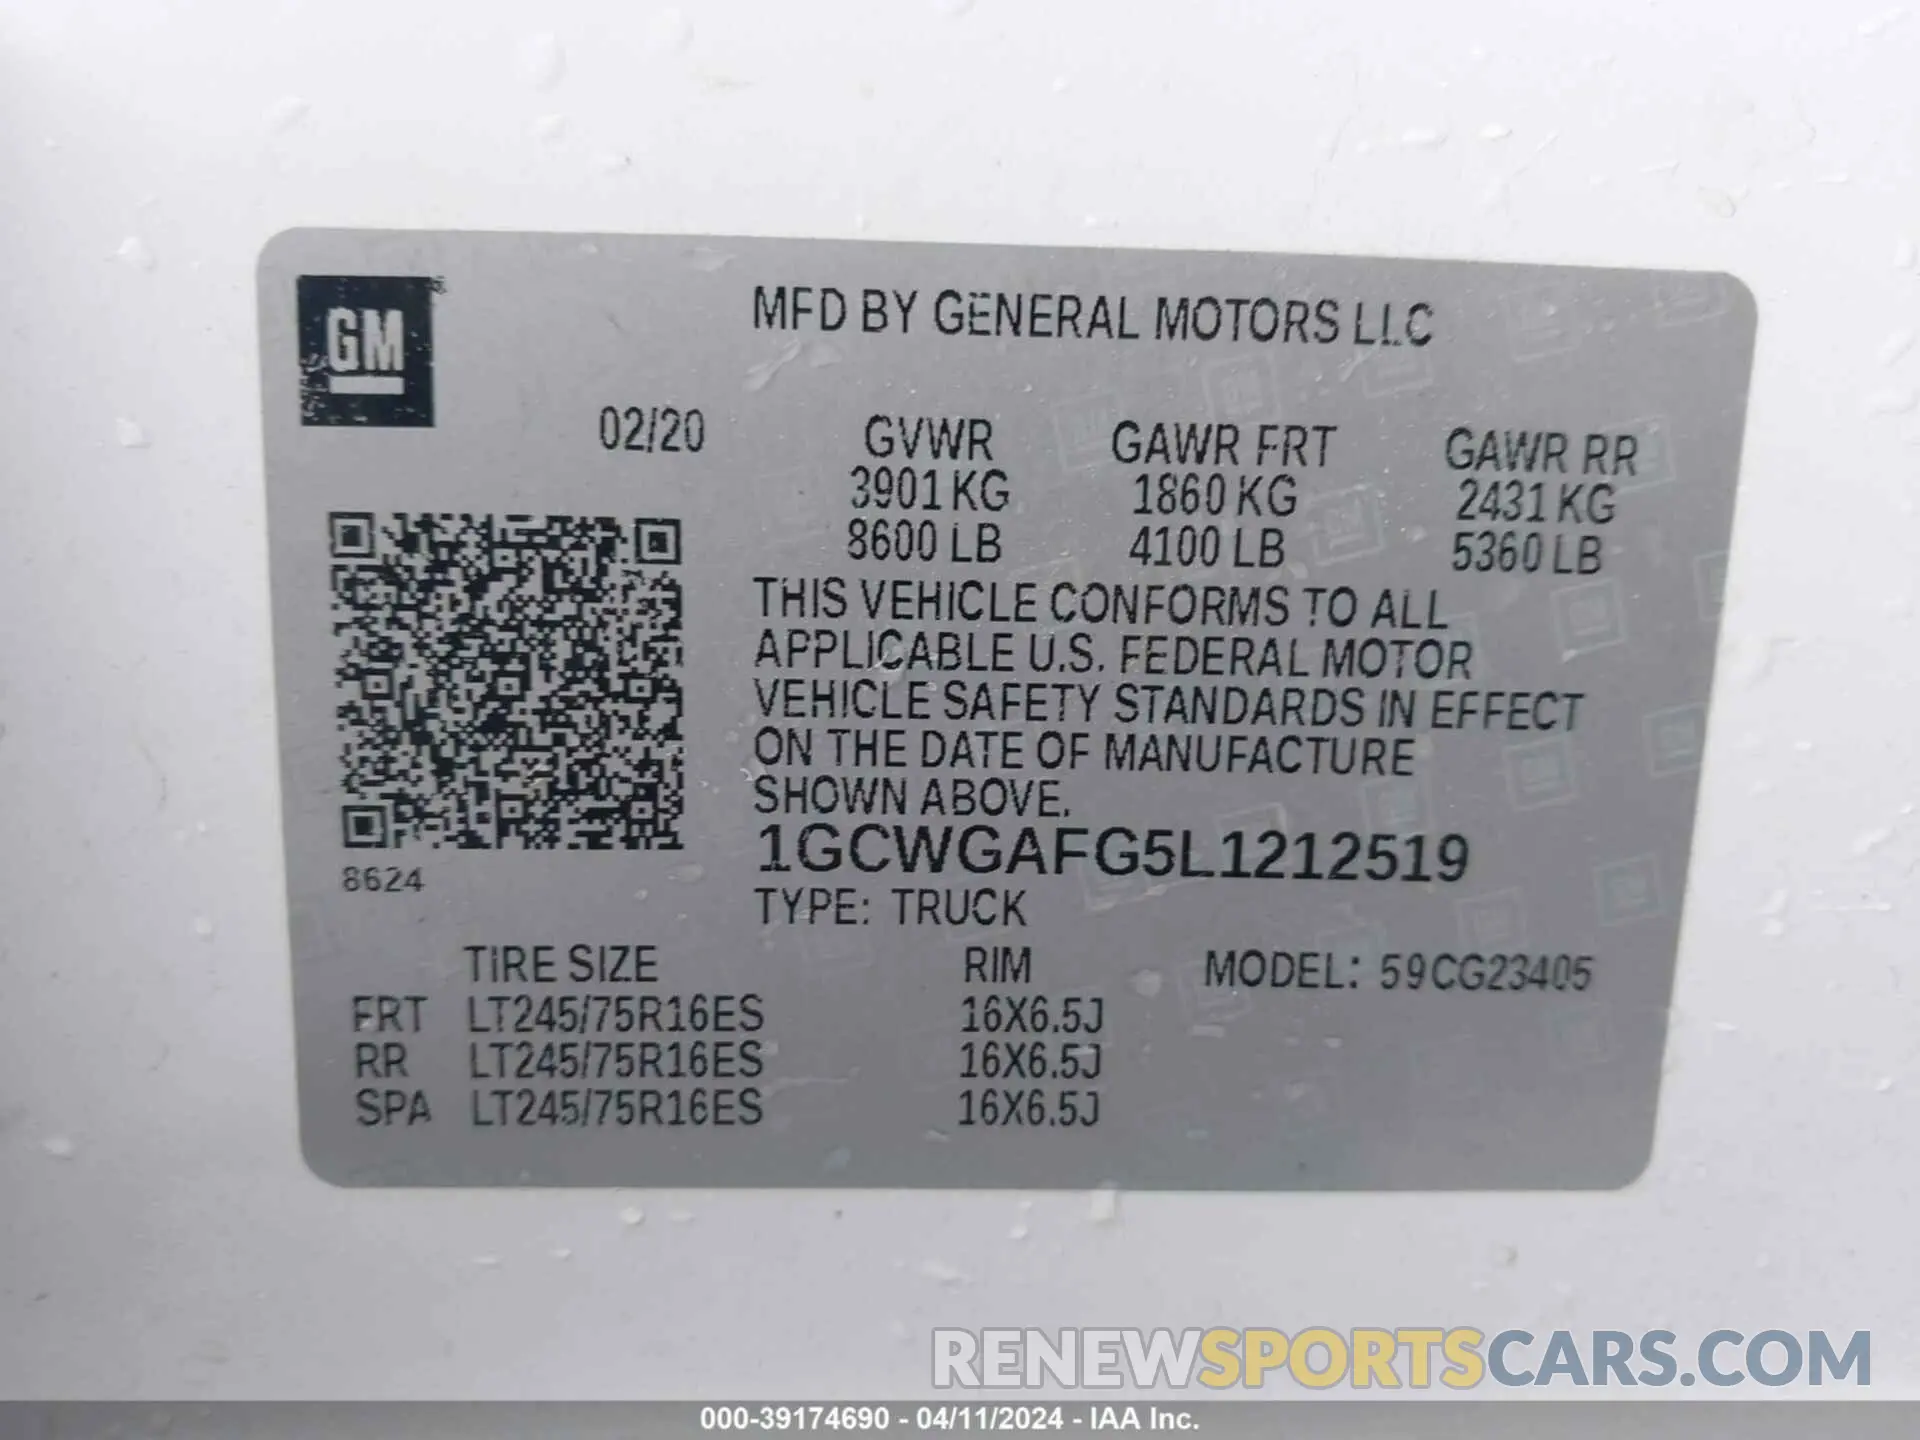 MFD BY GENERAL MOTORS LLC
GM
02/20 GVWR GAWR FRT GAWR RR
3901 KG 1860 KG 2431 KG
8600 LB 4100 LB 5360 LB
THIS VEHICLE CONFORMS TO ALL
APPLICABLE U.S. FEDERAL MOTOR
VEHICLE SAFETY STANDARDS IN EFFECT
ON THE DATE OF MANUFACTURE
SHOWN ABOVE.
1GCWGAFG5L1212519
8624
TYPE: TRUCK
TIRE SIZE RIM MODEL: 59CG23405
FRT LT245/75R16ES 16X6.5J
RR LT245/75R16ES 16X6.5J
SPA LT245/75R16ES 16X6.5J
RENEWSPORTSCARS.COM
000-39174690 - 04/11/2024 - IAA Inc.